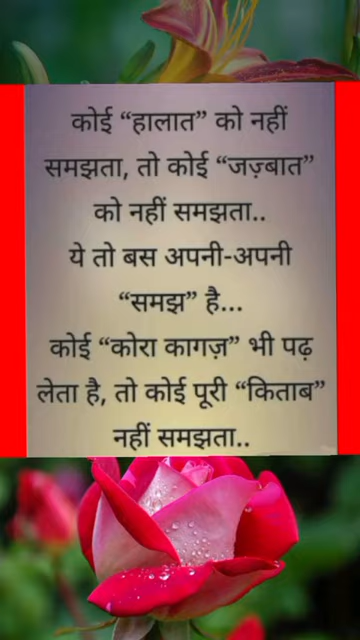 कोई “हालात” को नहीं
समझता, तो कोई “जज़्बात”
को नहीं समझता..
ये तो बस अपनी-अपनी
“समझ” है...
कोई “कोरा कागज़” भी पढ़
लेता है, तो कोई पूरी “किताब”
नहीं समझता..